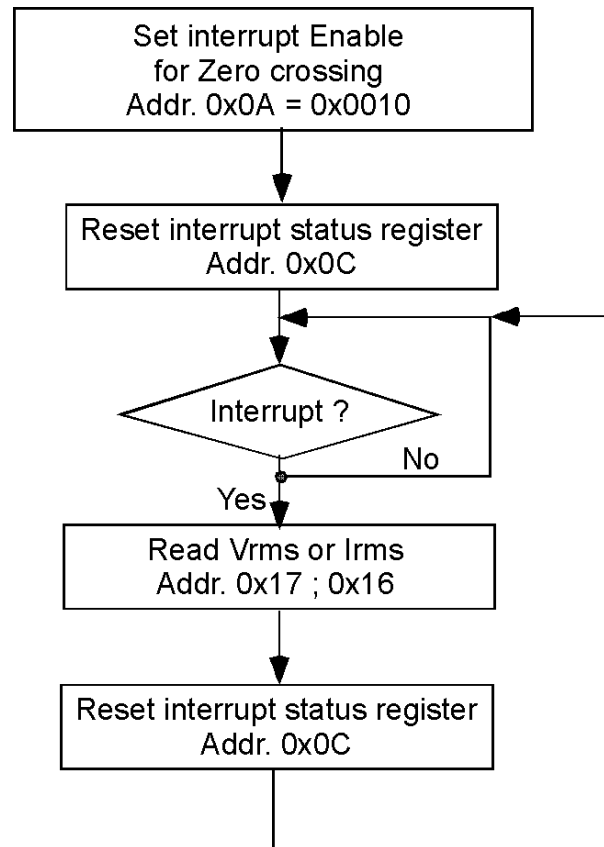 Set interrupt Enable
for Zero crossing
Addr. 0x0A = 0x0010
Reset interrupt status register
Addr. 0x0C
Interrupt ?
No
Yes
Read Vrms or Irms
Addr. 0x17 ; 0x16
Reset interrupt status register
Addr. 0x0C